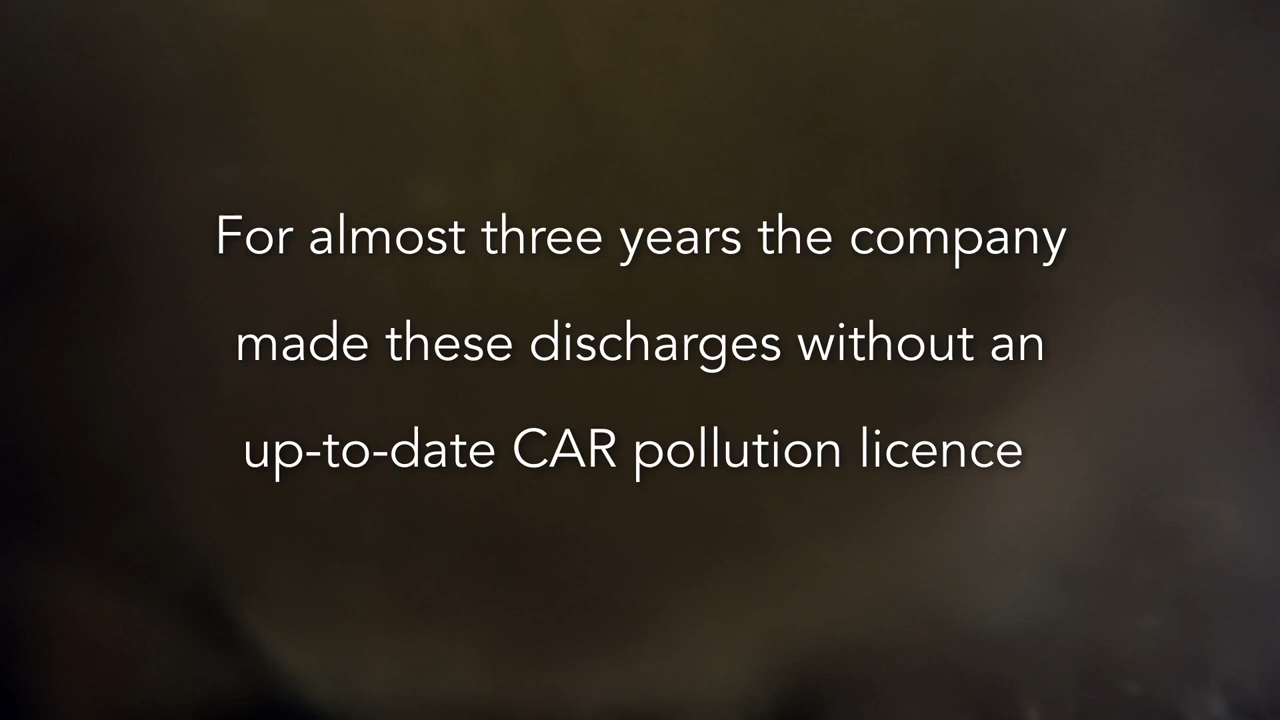 For almost three years the company
made these discharges without an
up-to-date CAR pollution licence